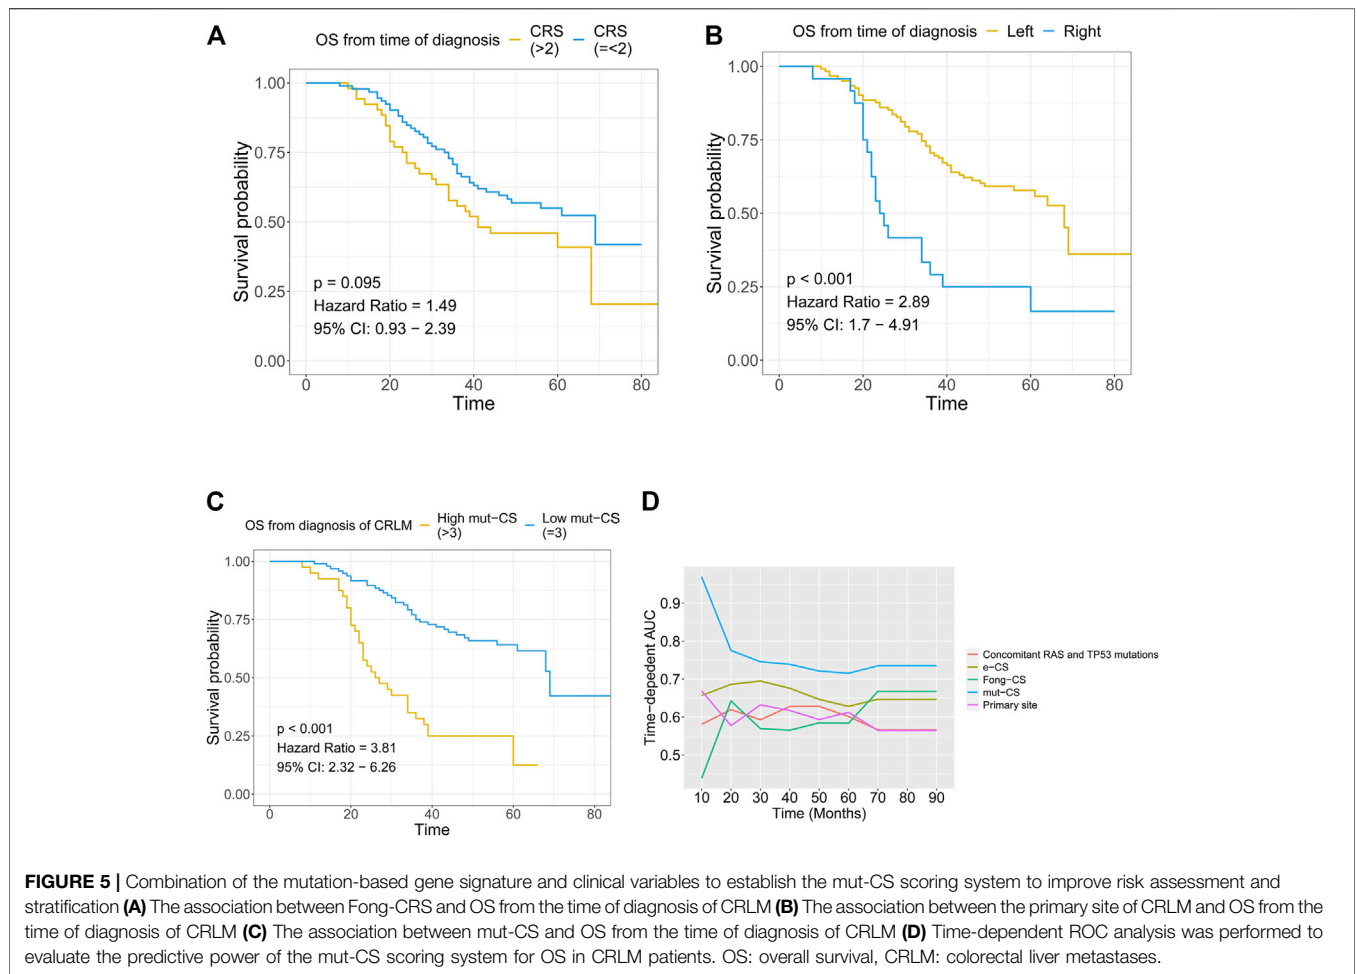 A
OS from time of diagnosis CRS (>2) CRS (=<2)
1.00
0.75
0.50
0.25
0.00
Survival probability
p = 0.095
Hazard Ratio = 1.49
95% CI: 0.93 − 2.39
0 20 40 60 80
Time
B
OS from time of diagnosis Left Right
1.00
0.75
0.50
0.25
0.00
Survival probability
p < 0.001
Hazard Ratio = 2.89
95% CI: 1.7 − 4.91
0 20 40 60 80
Time
C
OS from diagnosis of CRLM High mut−CS (>3) Low mut−CS (=3)
1.00
0.75
0.50
0.25
0.00
Survival probability
p < 0.001
Hazard Ratio = 3.81
95% CI: 2.32 − 6.26
0 20 40 60 80
Time
D
0.9
0.8
0.7
0.6
0.5
Time-depedent AUC
10 20 30 40 50 60 70 80 90
Time (Months)
Concomitant RAS and TP53 mutations
e-CS
Fong-CS
mut-CS
Primary site
FIGURE 5 | Combination of the mutation-based gene signature and clinical variables to establish the mut-CS scoring system to improve risk assessment and
stratification (A) The association between Fong-CRS and OS from the time of diagnosis of CRLM (B) The association between the primary site of CRLM and OS from the
time of diagnosis of CRLM (C) The association between mut-CS and OS from the time of diagnosis of CRLM (D) Time-dependent ROC analysis was performed to
evaluate the predictive power of the mut-CS scoring system for OS in CRLM patients. OS: overall survival, CRLM: colorectal liver metastases.